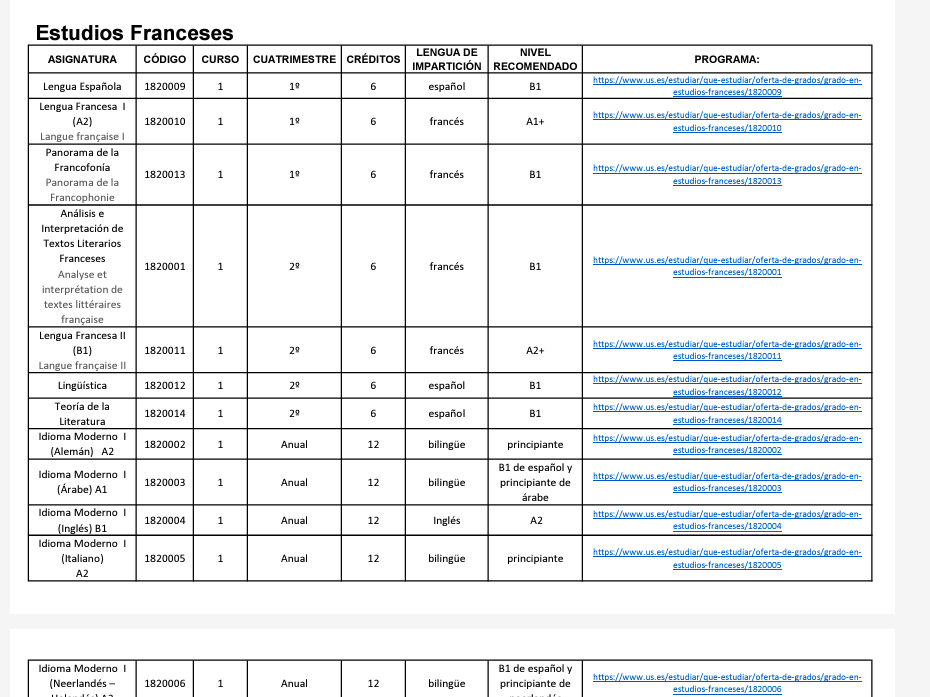 Estudios Franceses
ASIGNATURA CÓDIGO CURSO CUATRIMESTRE CRÉDITOS LENGUA DE IMPARTICIÓN NIVEL RECOMENDADO PROGRAMA:
Lengua Española 1820009 1 1º 6 español B1 https://www.us.es/estudiar/que-estudiar/oferta-de-grados/grado-en-
estudios-franceses/1820009
Lengua Francesa I
(A2)
Langue française I
1820010 1 1º 6 francés A1+ https://www.us.es/estudiar/que-estudiar/oferta-de-grados/grado-en-
estudios-franceses/1820010
Panorama de la
Francofonía
Panorama de la
Francophonie
1820013 1 1º 6 francés B1 https://www.us.es/estudiar/que-estudiar/oferta-de-grados/grado-en-
estudios-franceses/1820013
Análisis e
Interpretación de
Textos Literarios
Franceses
Analyse et
interprétation de
textes littéraires
française
1820001 1 2º 6 francés B1 https://www.us.es/estudiar/que-estudiar/oferta-de-grados/grado-en-
estudios-franceses/1820001
Lengua Francesa II
(B1)
Langue française II
1820011 1 2º 6 francés A2+ https://www.us.es/estudiar/que-estudiar/oferta-de-grados/grado-en-
estudios-franceses/1820011
Lingüística 1820012 1 2º 6 español B1 https://www.us.es/estudiar/que-estudiar/oferta-de-grados/grado-en-
estudios-franceses/1820012
Teoría de la
Literatura
1820014 1 2º 6 español B1 https://www.us.es/estudiar/que-estudiar/oferta-de-grados/grado-en-
estudios-franceses/1820014
Idioma Moderno I
(Alemán) A2
1820002 1 Anual 12 bilingüe principiante https://www.us.es/estudiar/que-estudiar/oferta-de-grados/grado-en-
estudios-franceses/1820002
Idioma Moderno I
(Árabe) A1
1820003 1 Anual 12 bilingüe
B1 de español y
principiante de
árabe
https://www.us.es/estudiar/que-estudiar/oferta-de-grados/grado-en-
estudios-franceses/1820003
Idioma Moderno I
(Inglés) B1
1820004 1 Anual 12 Inglés A2 https://www.us.es/estudiar/que-estudiar/oferta-de-grados/grado-en-
estudios-franceses/1820004
Idioma Moderno I
(Italiano)
A2
1820005 1 Anual 12 bilingüe principiante https://www.us.es/estudiar/que-estudiar/oferta-de-grados/grado-en-
estudios-franceses/1820005
Idioma Moderno I
(Neerlandés –
1820006 1 Anual 12 bilingüe
B1 de español y
principiante de
https://www.us.es/estudiar/que-estudiar/oferta-de-grados/grado-en-
estudios-franceses/1820006